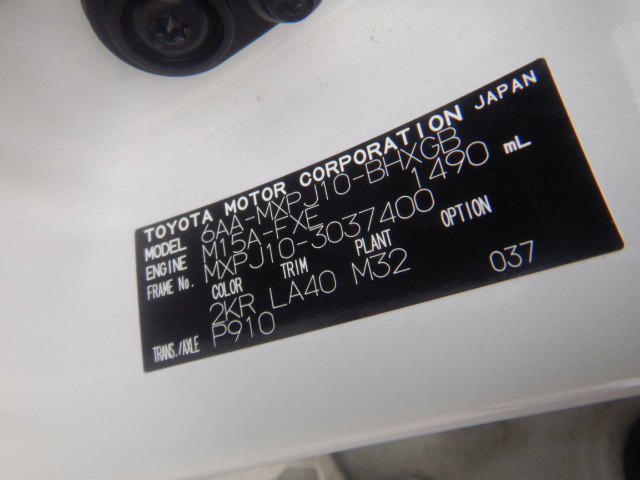 TOYOTA MOTOR CORPORATION JAPAN
MODEL 6AA-MXPJ10-BHXGB
ENGINE M15A-FXE 1490 mL
FRAME No. MXPJ10-3037400
COLOR TRIM PLANT OPTION
2KR LA40 M32 037
TRANS./AXLE P910